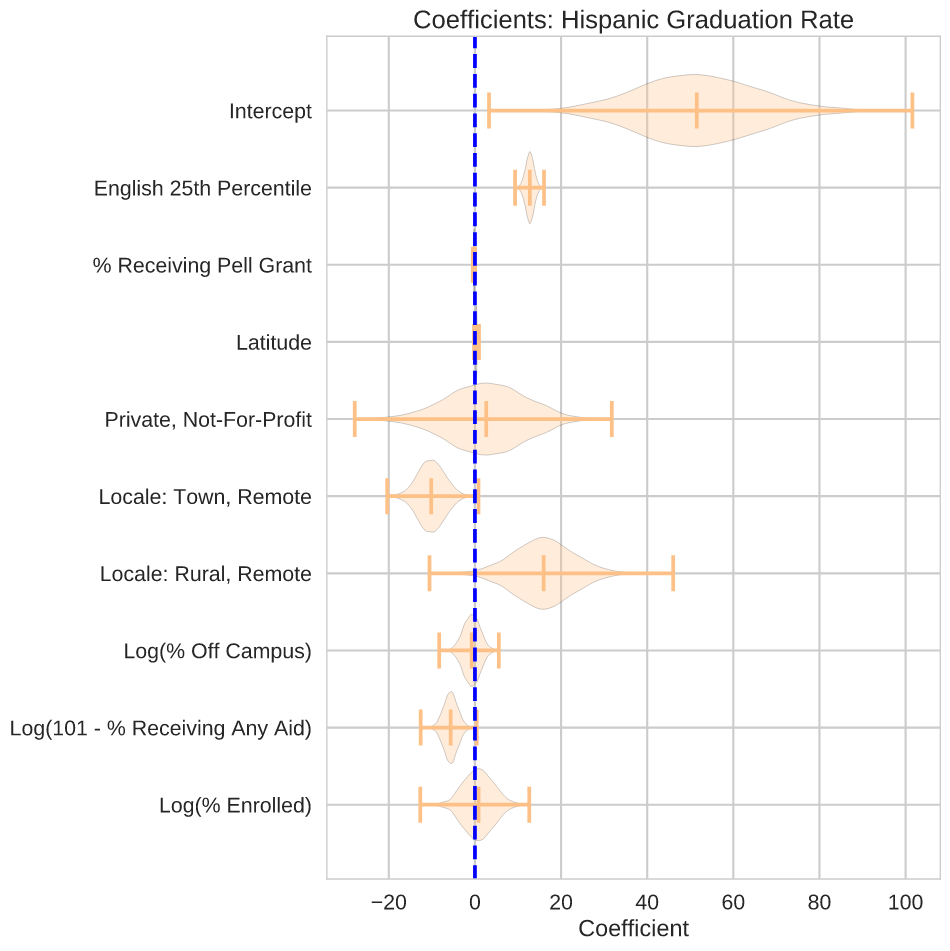 Coefficients: Hispanic Graduation Rate
Intercept
English 25th Percentile
% Receiving Pell Grant
Latitude
Private, Not-For-Profit
Locale: Town, Remote
Locale: Rural, Remote
Log(% Off Campus)
Log(101 - % Receiving Any Aid)
Log(% Enrolled)
−20 0 20 40 60 80 100
Coefficient